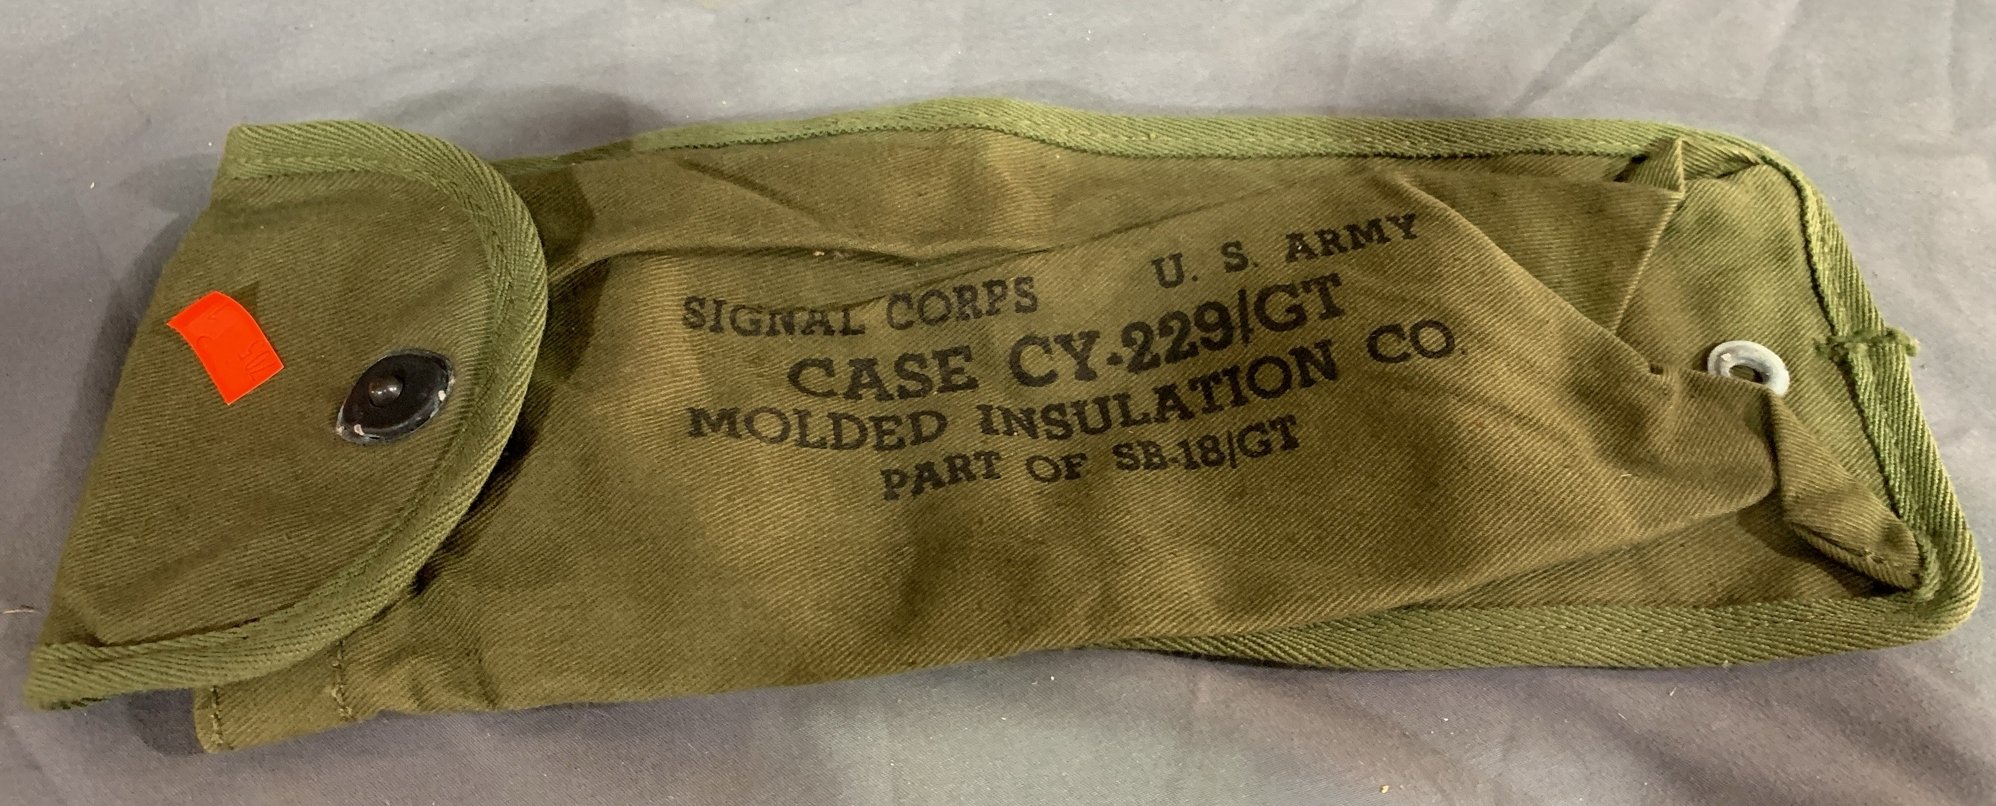 SIGNAL CORPS U. S. ARMY
CASE CY-229/GT
MOLDED INSULATION CO.
PART OF SB-18/GT